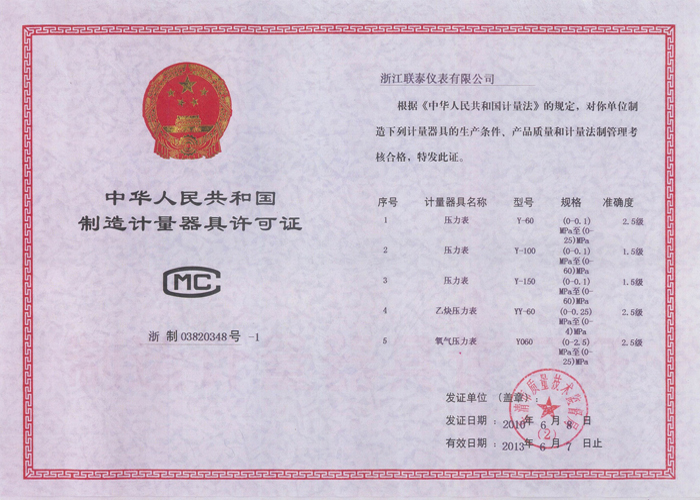 中华人民共和国
制造计量器具许可证
MC
浙 制 03820348号 -1
浙江联泰仪表有限公司
根据《中华人民共和国计量法》的规定，对你单位制
造下列计量器具的生产条件、产品质量和计量法制管理考
核合格，特发此证。
序号 计量器具名称 型号 规格 准确度
1 压力表 Y-60 (0-0.1) 2.5级
MPa至(0-
25)MPa
2 压力表 Y-100 (0-0.1) 1.5级
MPa至(0-
60)MPa
3 压力表 Y-150 (0-0.1) 1.5级
MPa至(0-
60)MPa
4 乙炔压力表 YY-60 (0-0.25) 2.5级
MPa至(0-
4)MPa
5 氧气压力表 YO60 (0-2.5) 2.5级
MPa至(0-
25)MPa
发证单位 （盖章）：
发证日期：2010年 6 月 8 日
有效日期：2013年 6 月 7 日止
清市质量技术监督局
(2)